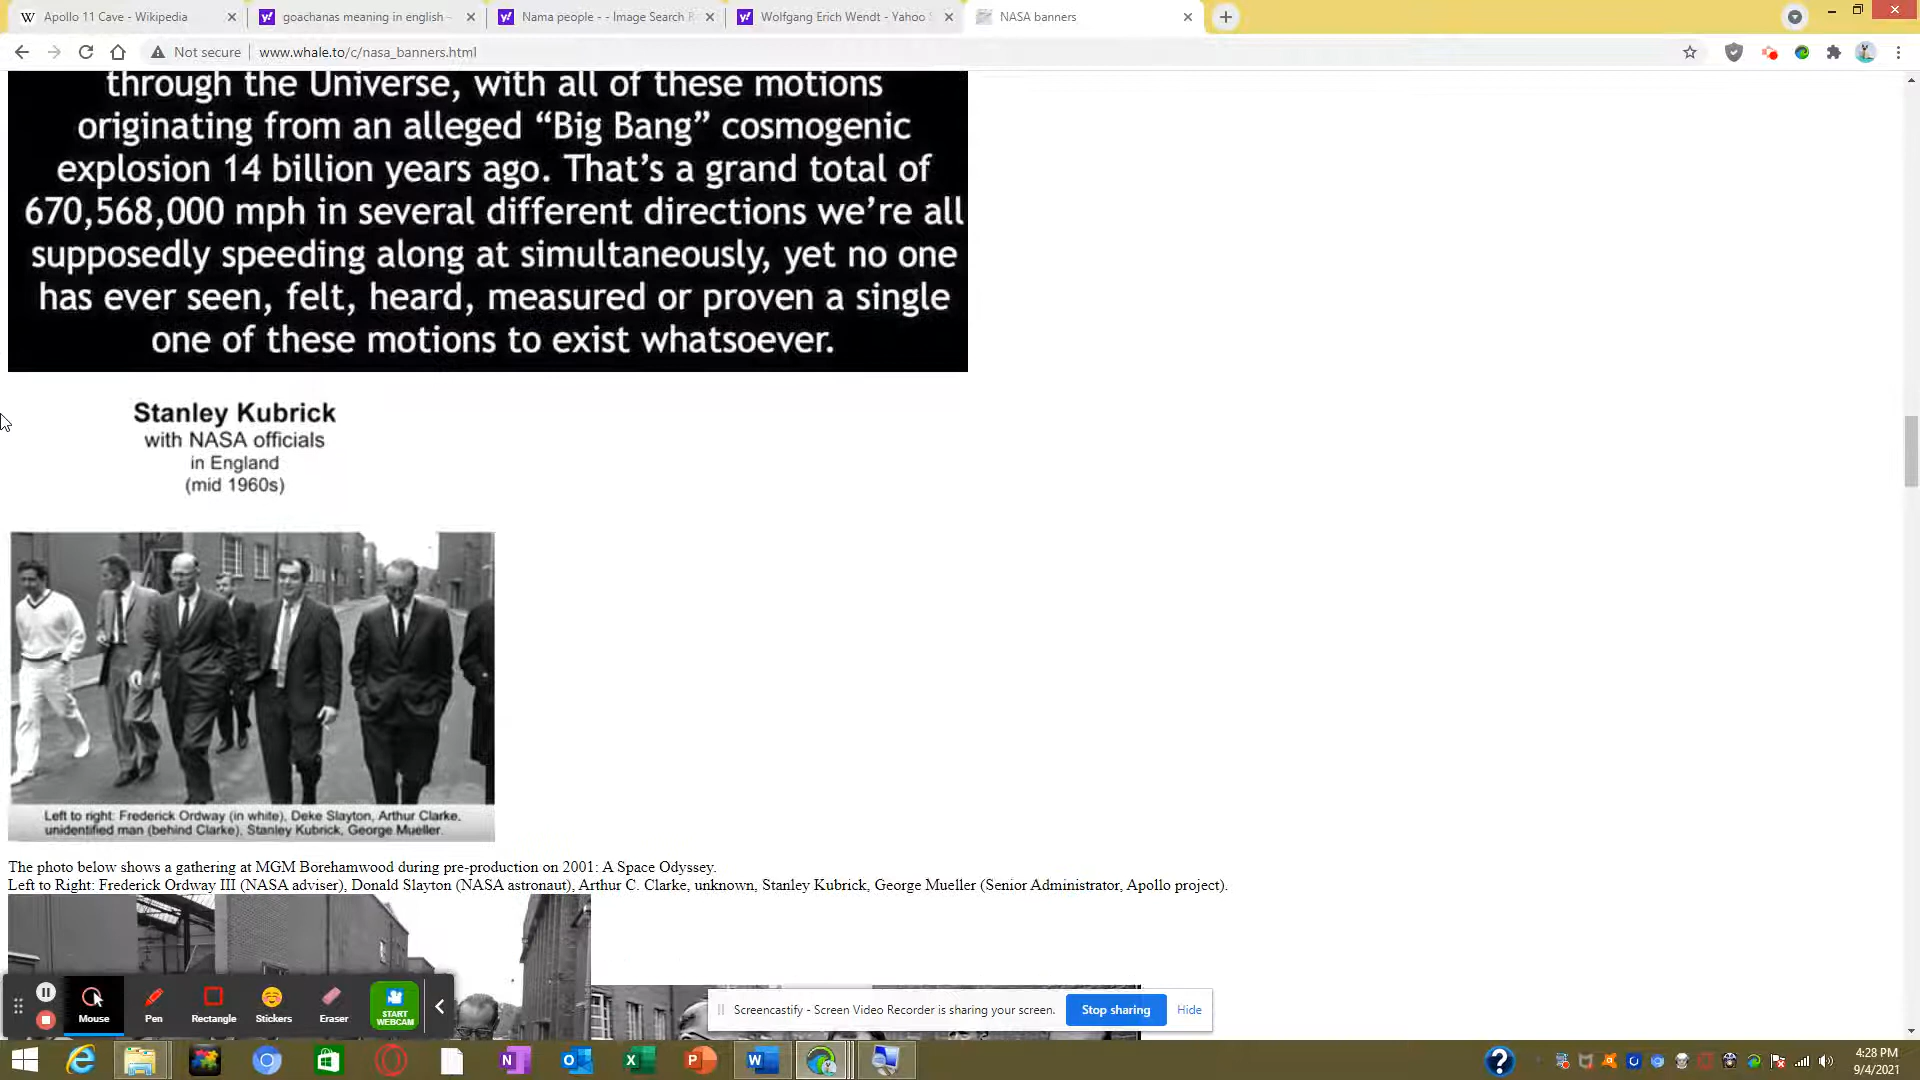 Apollo 11 Cave - Wikipedia
goachanas meaning in english -
Nama people - - Image Search R
Wolfgang Erich Wendt - Yahoo S
NASA banners
Not secure
www.whale.to/c/nasa_banners.html
through the Universe, with all of these motions
originating from an alleged “Big Bang” cosmogenic
explosion 14 billion years ago. That’s a grand total of
670,568,000 mph in several different directions we’re all
supposedly speeding along at simultaneously, yet no one
has ever seen, felt, heard, measured or proven a single
one of these motions to exist whatsoever.
Stanley Kubrick
with NASA officials
in England
(mid 1960s)
Left to right: Frederick Ordway (in white), Deke Slayton, Arthur Clarke,
unidentified man (behind Clarke), Stanley Kubrick, George Mueller.
The photo below shows a gathering at MGM Borehamwood during pre-production on 2001: A Space Odyssey.
Left to Right: Frederick Ordway III (NASA adviser), Donald Slayton (NASA astronaut), Arthur C. Clarke, unknown, Stanley Kubrick, George Mueller (Senior Administrator, Apollo project).
Mouse
Pen
Rectangle
Stickers
Eraser
START
WEBCAM
Screencastify - Screen Video Recorder is sharing your screen.
Stop sharing
Hide
4:28 PM
9/4/2021